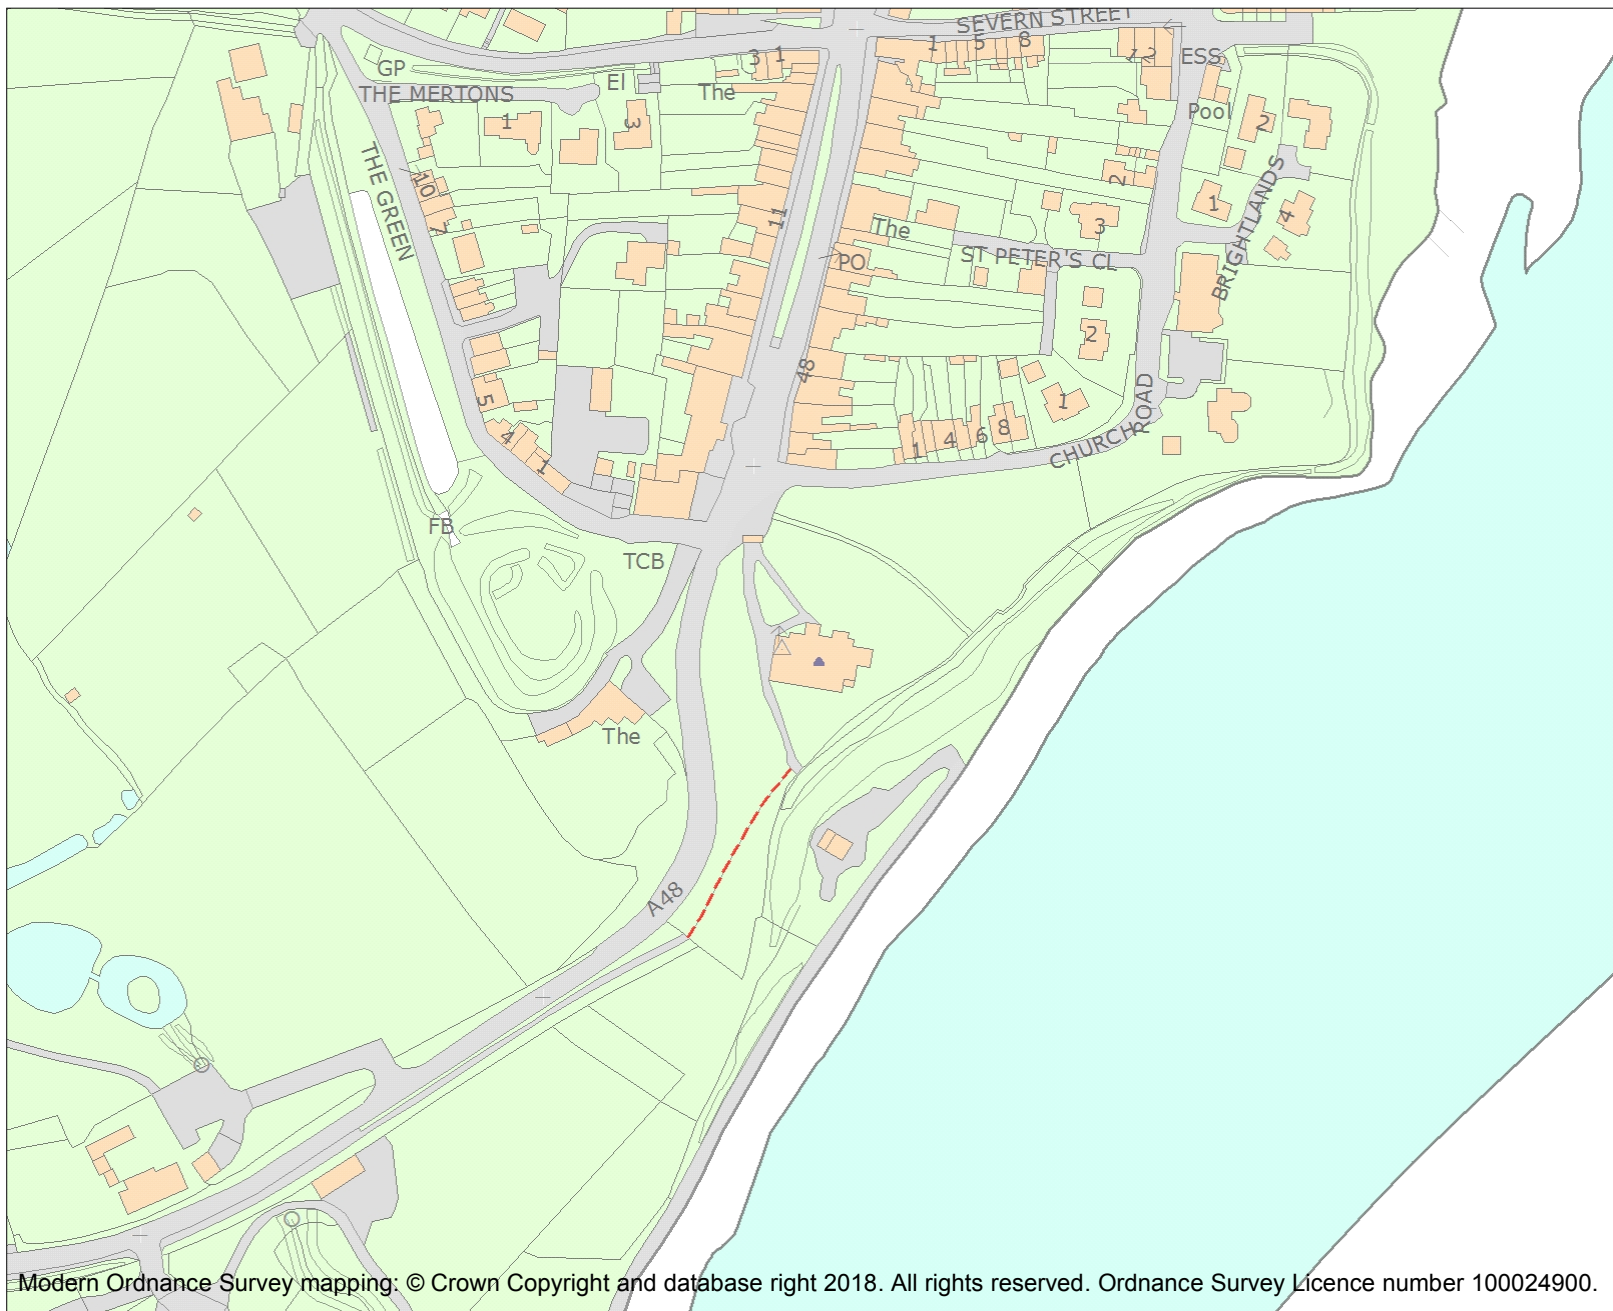 SEVERN STREET
1 5 8
1 2
ESS
3 1
GP
El
The
THE MERTONS
1
3
Pool
2
THE GREEN
10
7
11
2
1
3
4
BRIGHTLANDS
The
PO
ST PETER'S CL
2
48
5
1
4
1
1 4 6 8
CHURCH ROAD
FB
TCB
The
A48
Modern Ordnance Survey mapping: © Crown Copyright and database right 2018. All rights reserved. Ordnance Survey Licence number 100024900.